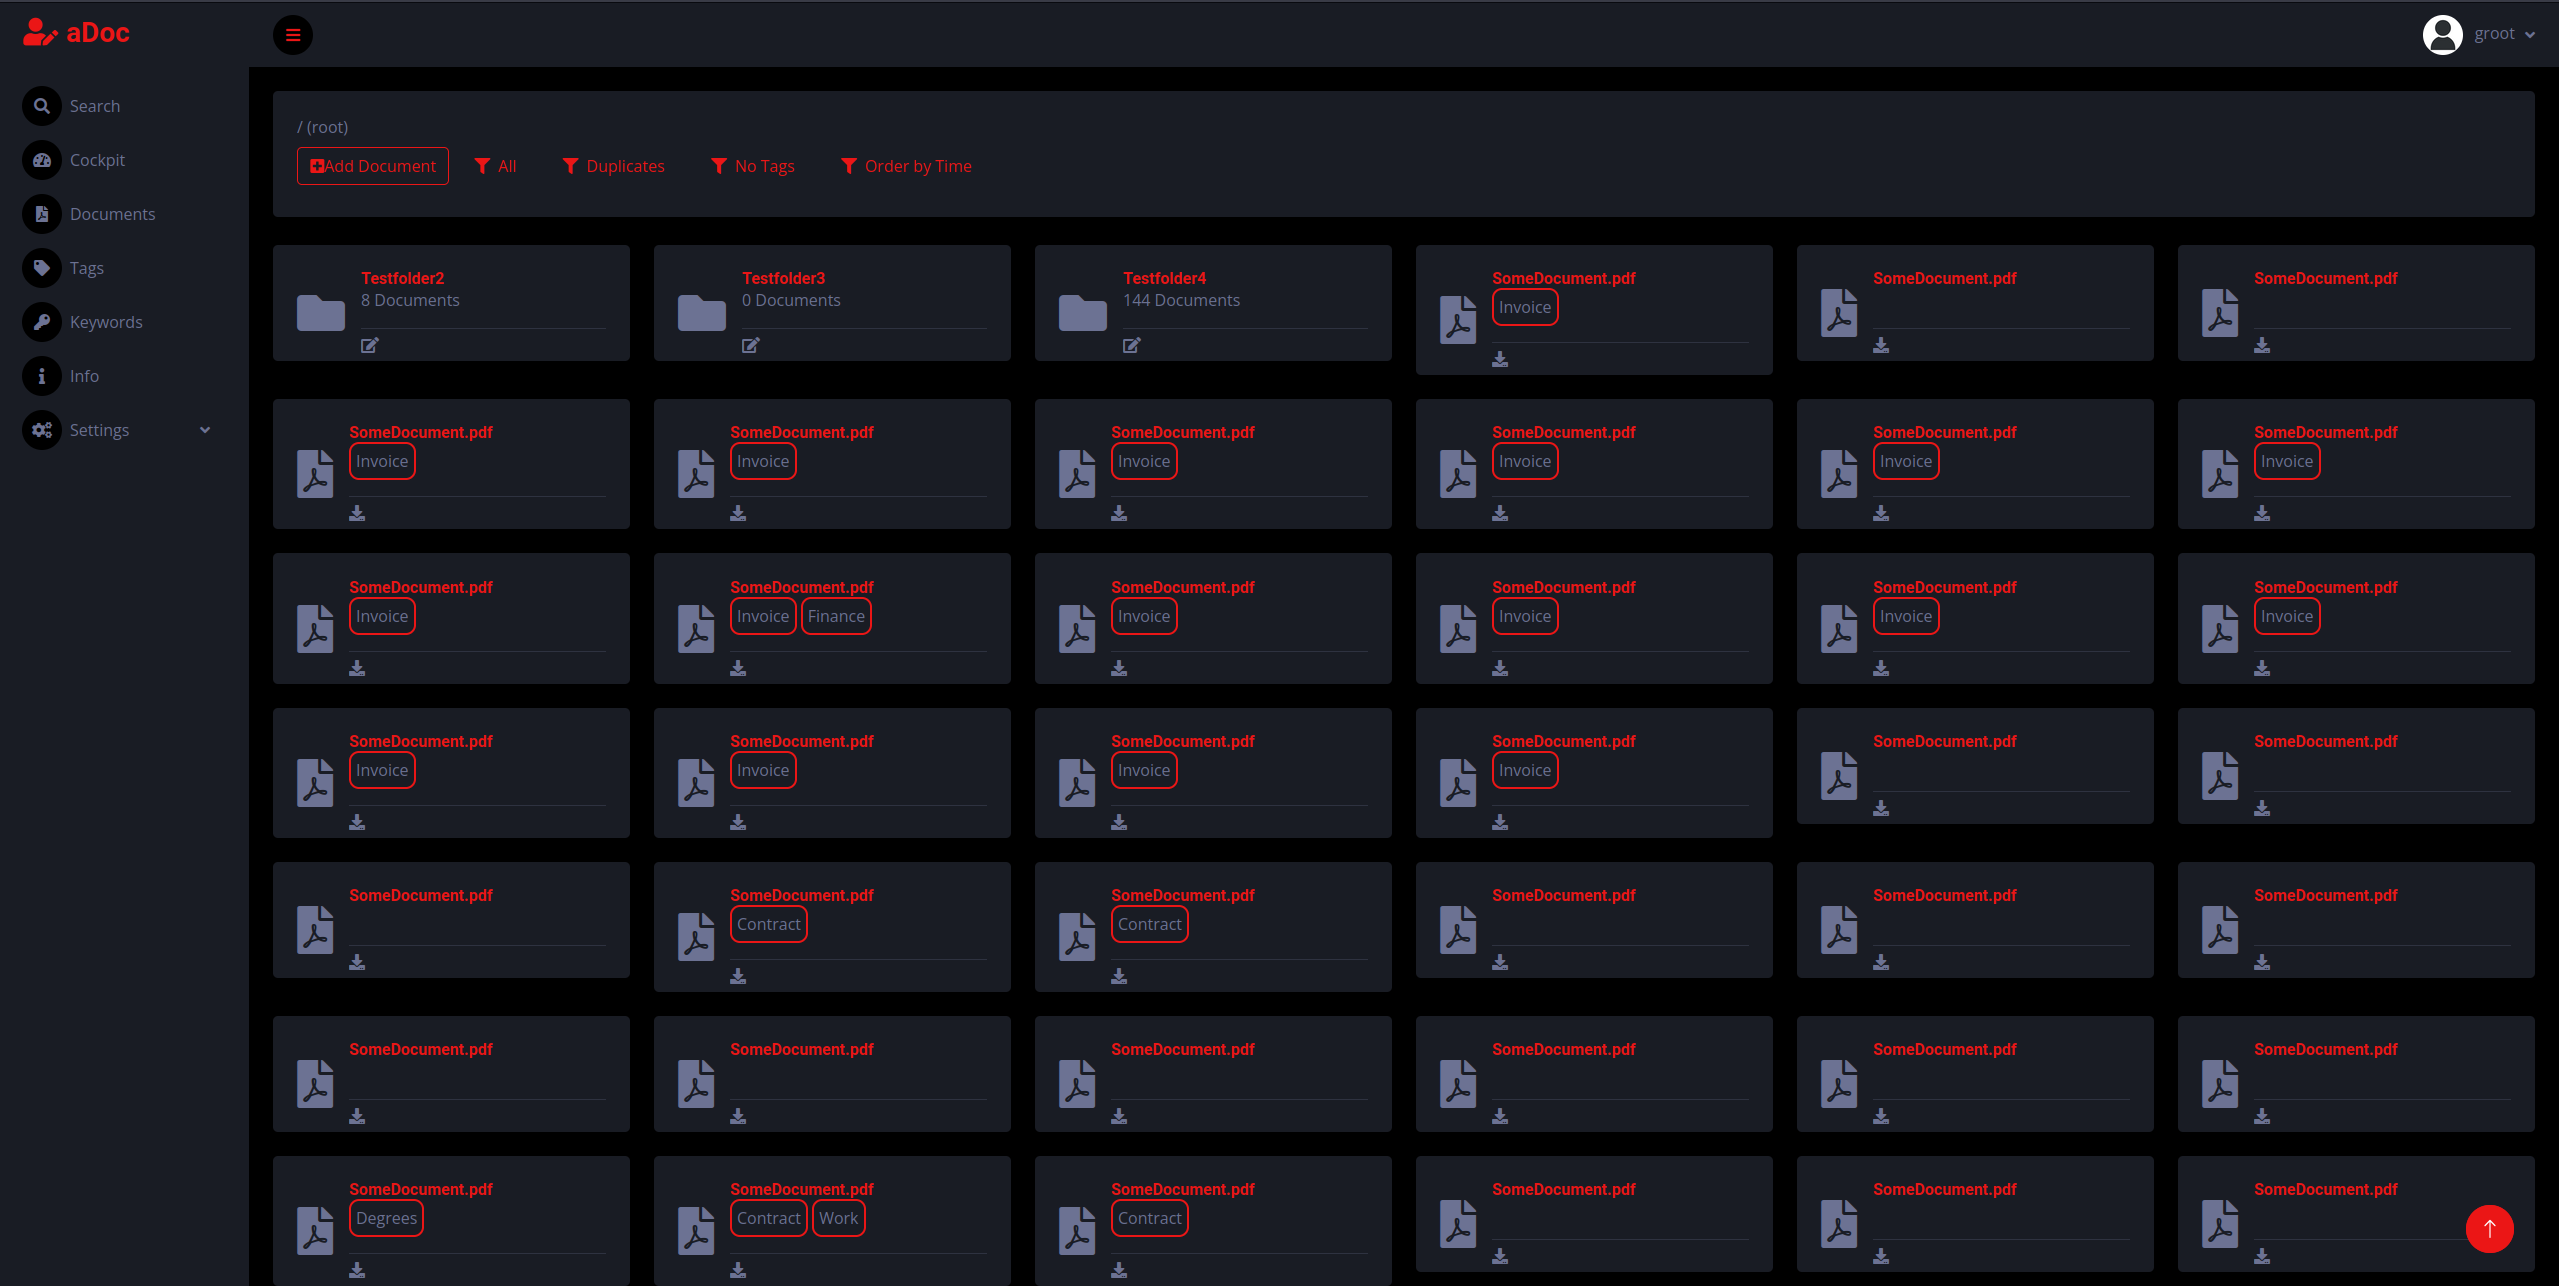 aDoc
groot
Search
Cockpit
Documents
Tags
Keywords
Info
Settings
/ (root)
Add Document All Duplicates No Tags Order by Time
Testfolder2 Testfolder3 Testfolder4 SomeDocument.pdf SomeDocument.pdf SomeDocument.pdf
8 Documents 0 Documents 144 Documents Invoice
SomeDocument.pdf SomeDocument.pdf SomeDocument.pdf SomeDocument.pdf SomeDocument.pdf SomeDocument.pdf
Invoice Invoice Invoice Invoice Invoice Invoice
SomeDocument.pdf SomeDocument.pdf SomeDocument.pdf SomeDocument.pdf SomeDocument.pdf SomeDocument.pdf
Invoice Invoice Finance Invoice Invoice Invoice Invoice
SomeDocument.pdf SomeDocument.pdf SomeDocument.pdf SomeDocument.pdf SomeDocument.pdf SomeDocument.pdf
Invoice Invoice Invoice Invoice
SomeDocument.pdf SomeDocument.pdf SomeDocument.pdf SomeDocument.pdf SomeDocument.pdf SomeDocument.pdf
Contract Contract
SomeDocument.pdf SomeDocument.pdf SomeDocument.pdf SomeDocument.pdf SomeDocument.pdf SomeDocument.pdf
SomeDocument.pdf SomeDocument.pdf SomeDocument.pdf SomeDocument.pdf SomeDocument.pdf SomeDocument.pdf
Degrees Contract Work Contract